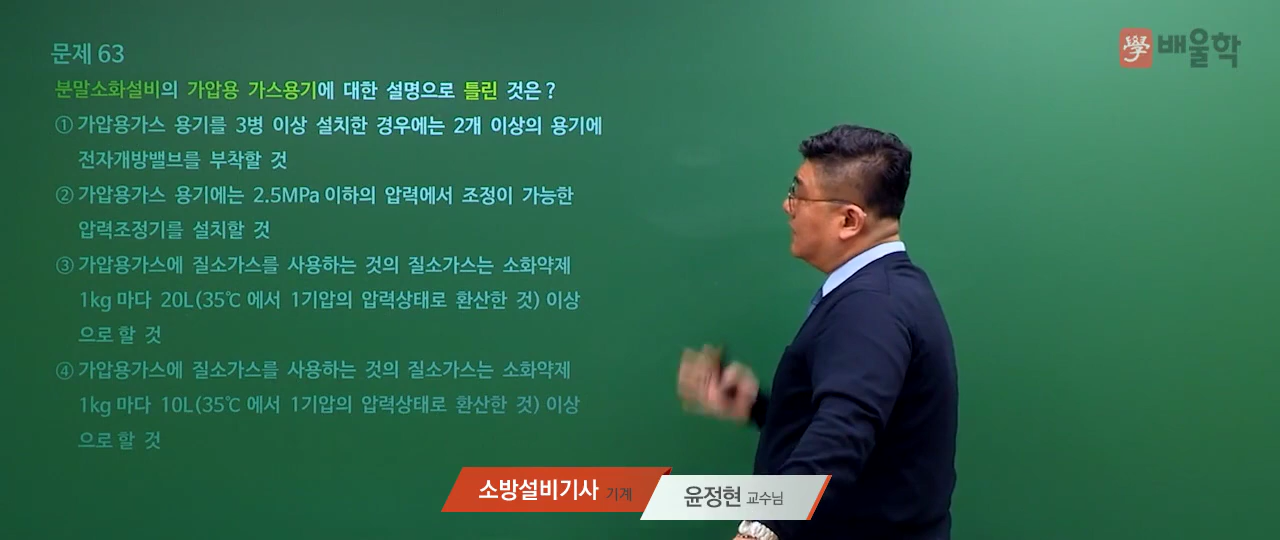 문제 63
분말소화설비의 가압용 가스용기에 대한 설명으로 틀린 것은?
① 가압용가스 용기를 3병 이상 설치한 경우에는 2개 이상의 용기에
전자개방밸브를 부착할 것
② 가압용가스 용기에는 2.5MPa 이하의 압력에서 조정이 가능한
압력조정기를 설치할 것
③ 가압용가스에 질소가스를 사용하는 것의 질소가스는 소화약제
1kg 마다 20L(35℃ 에서 1기압의 압력상태로 환산한 것) 이상
으로 할 것
④ 가압용가스에 질소가스를 사용하는 것의 질소가스는 소화약제
1kg 마다 10L(35℃ 에서 1기압의 압력상태로 환산한 것) 이상
으로 할 것
學 배울학
소방설비기사 기계
윤정현 교수님